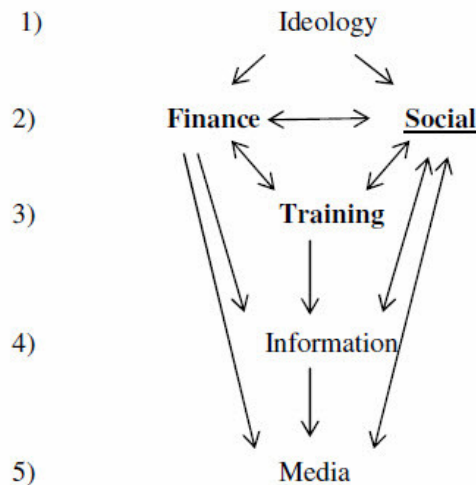 1) Ideology
2) Finance Social
3) Training
4) Information
5) Media